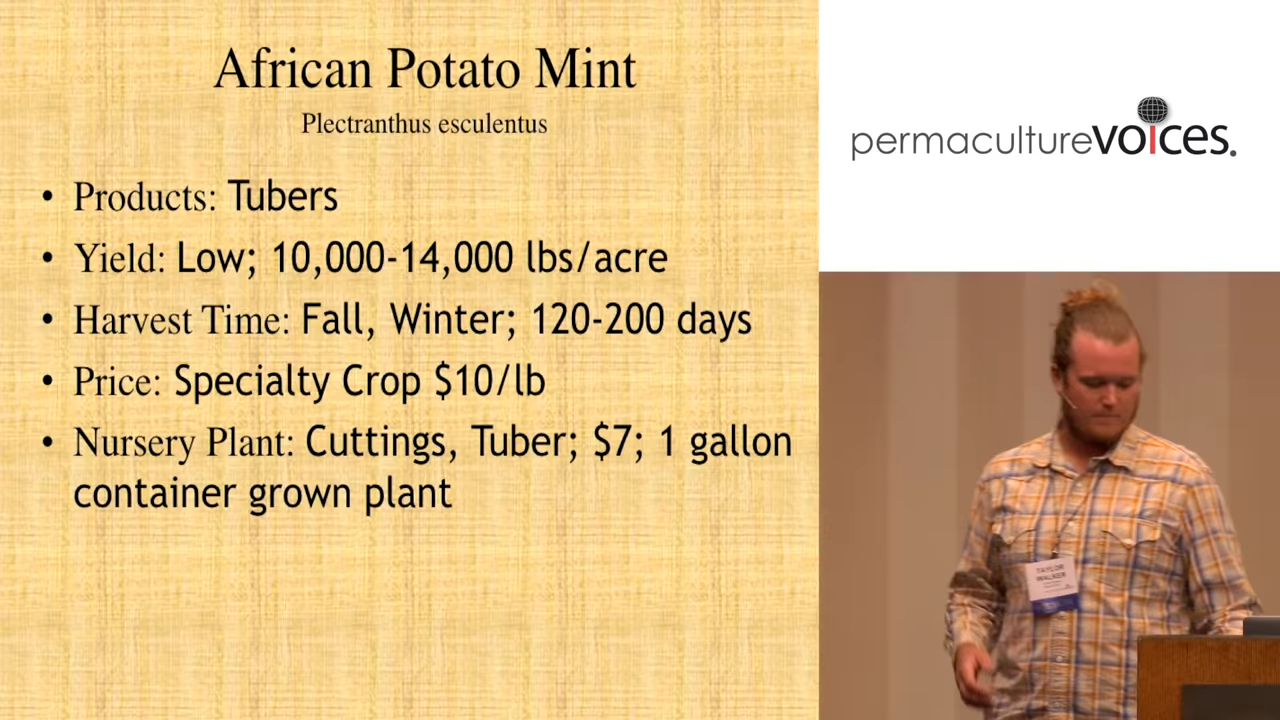 African Potato Mint
Plectranthus esculentus
• Products: Tubers
• Yield: Low; 10,000-14,000 lbs/acre
• Harvest Time: Fall, Winter; 120-200 days
• Price: Specialty Crop $10/lb
• Nursery Plant: Cuttings, Tuber; $7; 1 gallon
container grown plant
permaculturevoices.
TAYLOR
WALKER